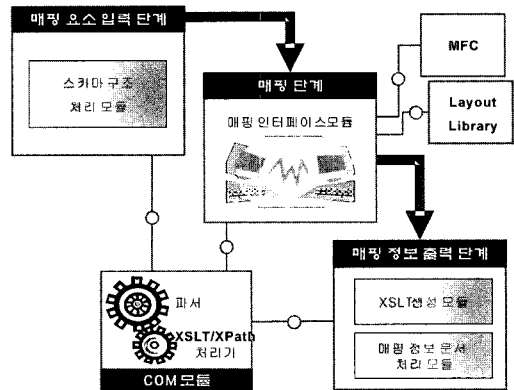 매핑 요소 입력 단계
스키마 구조
처리 모듈
매핑 단계
매핑 인터페이스모듈
MFC
Layout
Library
매핑 정보 출력 단계
XSLT생성 모듈
매핑 정보 문서
처리 모듈
파서
XSLT/XPath
처리기
COM모듈